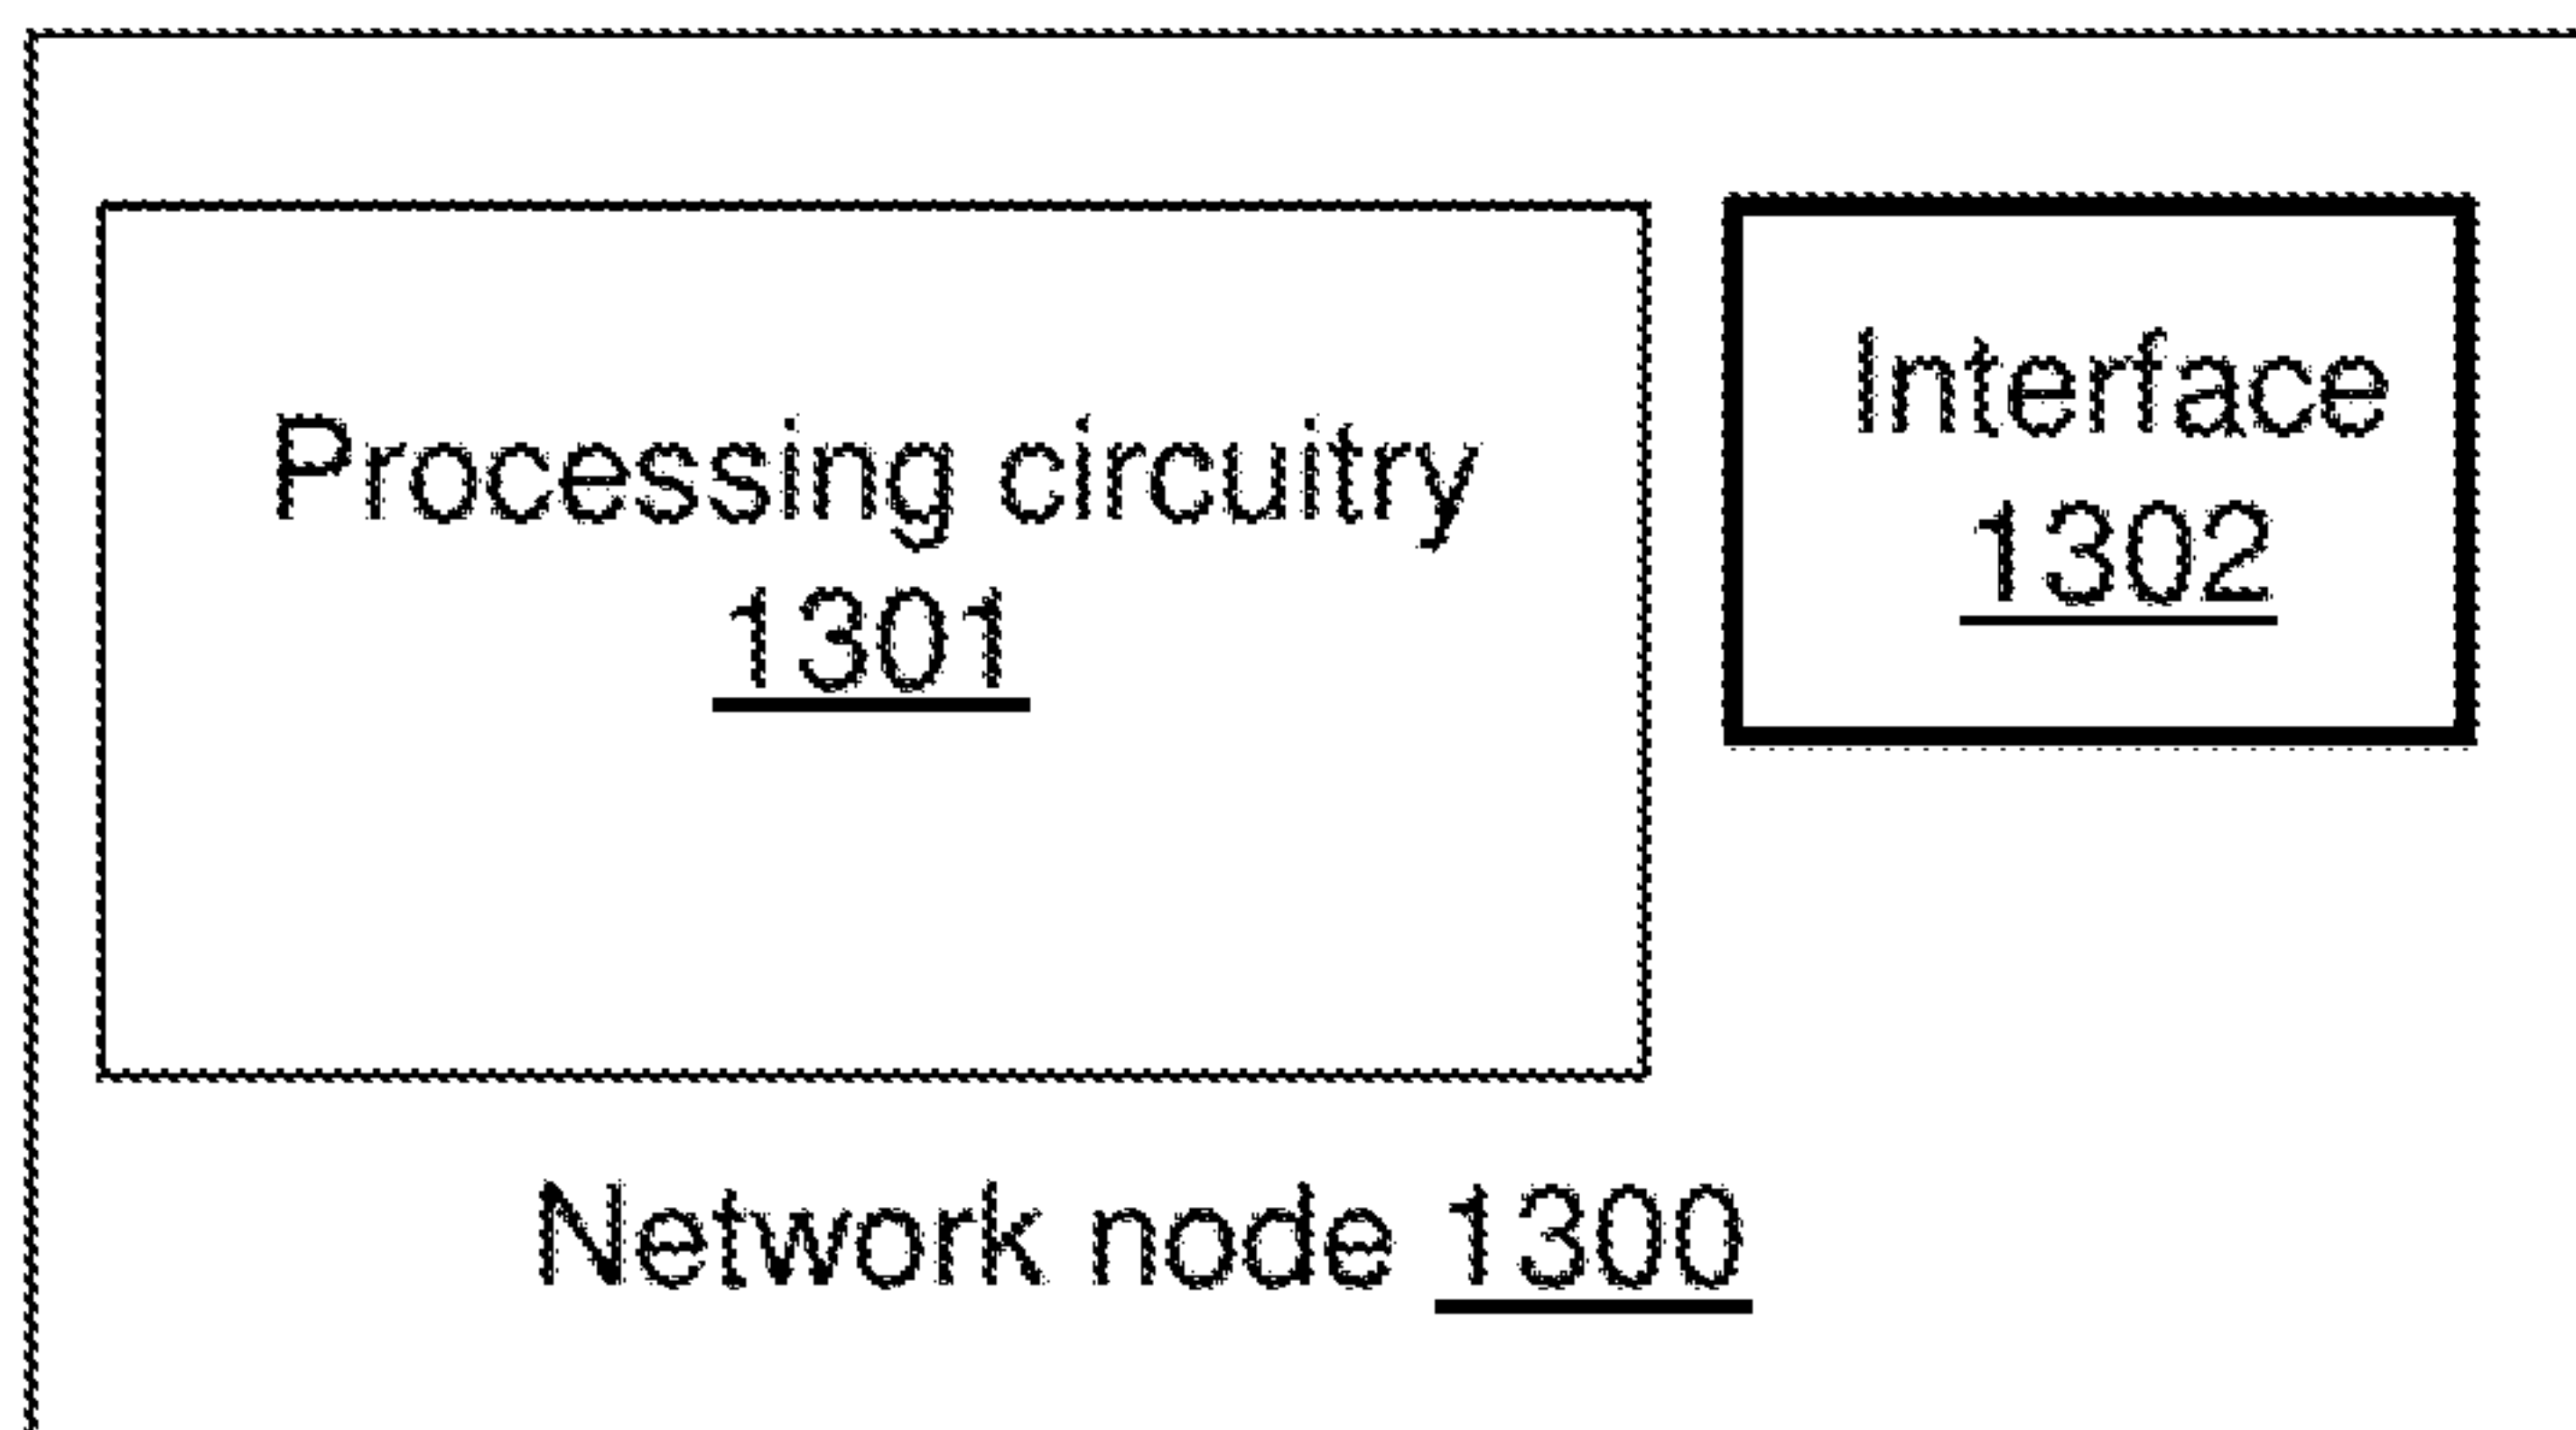 Processing circuitry
1301
Interface
1302
Network node 1300